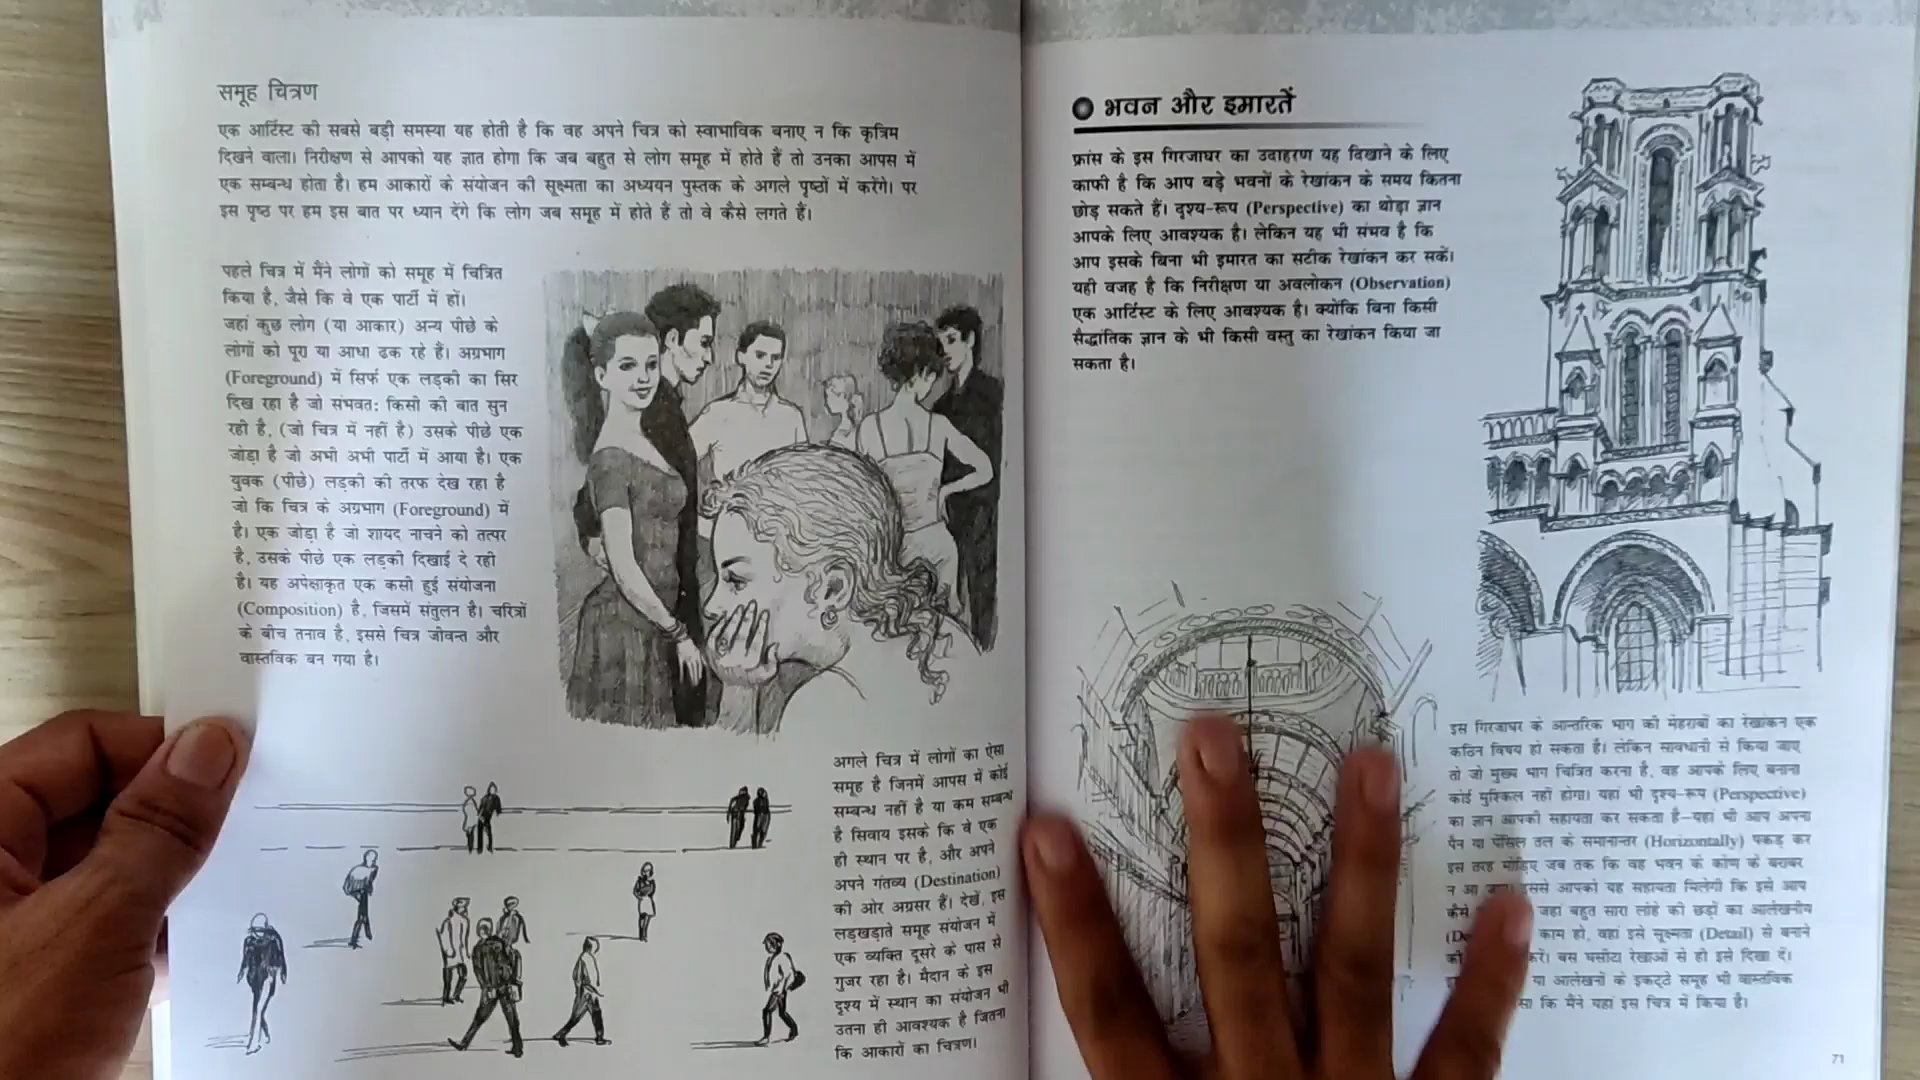 समूह चित्रण
एक आर्टिस्ट की सबसे बड़ी समस्या यह होती है कि वह अपने चित्र को स्वाभाविक बनाए न कि कृत्रिम
दिखने वाला। निरीक्षण से आपको यह ज्ञात होगा कि जब बहुत से लोग समूह में होते हैं तो उनका आपस में
एक सम्बन्ध होता है। हम आकारों के संयोजन की सूक्ष्मता का अध्ययन पुस्तक के अगले पृष्ठों में करेंगे। पर
इस पृष्ठ पर हम इस बात पर ध्यान देंगे कि लोग जब समूह में होते हैं तो वे कैसे लगते हैं।
पहले चित्र में मैंने लोगों को समूह में चित्रित
किया है, जैसे कि वे एक पार्टी में हों।
जहां कुछ लोग (या आकार) अन्य पीछे के
लोगों को पूरा या आधा ढक रहे हैं। अग्रभाग
(Foreground) में सिर्फ एक लड़की का सिर
दिख रहा है जो संभवत: किसी की बात सुन
रही है, (जो चित्र में नहीं है) उसके पीछे एक
जोड़ा है जो अभी अभी पार्टी में आया है। एक
युवक (पीछे) लड़की की तरफ देख रहा है
जो कि चित्र के अग्रभाग (Foreground) में
है। एक जोड़ा है जो शायद नाचने को तत्पर
है, उसके पीछे एक लड़की दिखाई दे रही
है। यह अपेक्षाकृत एक कसी हुई संयोजना
(Composition) है, जिसमें संतुलन है। चरित्रों
के बीच तनाव है, इससे चित्र जीवन्त और
वास्तविक बन गया है।
अगले चित्र में लोगों का ऐसा
समूह है जिनमें आपस में कोई
सम्बन्ध नहीं है या कम सम्बन्ध
है सिवाय इसके कि वे एक
ही स्थान पर है, और अपने
अपने गंतव्य (Destination)
की ओर अग्रसर हैं। देखें, इस
लड़खड़ाते समूह संयोजन में
एक व्यक्ति दूसरे के पास से
गुजर रहा है। मैदान के इस
दृश्य में स्थान का संयोजन भी
उतना ही आवश्यक है जितना
कि आकारों का चित्रण।
भवन और इमारतें
फ्रांस के इस गिरजाघर का उदाहरण यह दिखाने के लिए
काफी है कि आप बड़े भवनों के रेखांकन के समय कितना
छोड़ सकते हैं। दृश्य-रूप (Perspective) का थोड़ा ज्ञान
आपके लिए आवश्यक है। लेकिन यह भी संभव है कि
आप इसके बिना भी इमारत का सटीक रेखांकन कर सकें।
यही वजह है कि निरीक्षण या अवलोकन (Observation)
एक आर्टिस्ट के लिए आवश्यक है। क्योंकि बिना किसी
सैद्धांतिक ज्ञान के भी किसी वस्तु का रेखांकन किया जा
सकता है।
इस गिरजाघर के आन्तरिक भाग की मेहराबों का रेखांकन एक
कठिन विषय हो सकता है। लेकिन सावधानी से किया जाए
तो जो मुख्य भाग चित्रित करना है, वह आपके लिए बनाना
कोई मुश्किल नहीं होगा। यहां भी दृश्य-रूप (Perspective)
का ज्ञान आपकी सहायता कर सकता है-यहां भी आप अपना
पैन या पेंसिल तल के समानान्तर (Horizontally) पकड़ कर
इस तरह मोड़िए जब तक कि वह भवन के कोण के बराबर
न आ इससे आपको यह सहायता मिलेगी कि इसे आप
कैसे जहां बहुत सारा लोहे की छड़ों का आलंखनीय
काम हो, वहां इसे सूक्ष्मता (Detail) से बनाने
की करें। बस घसीटा रेखाओं से ही इसे दिखा दें।
या आलेखनों के इकट्ठे समूह भी वास्तविक
कि मैने यहां इस चित्र में किया है।
71